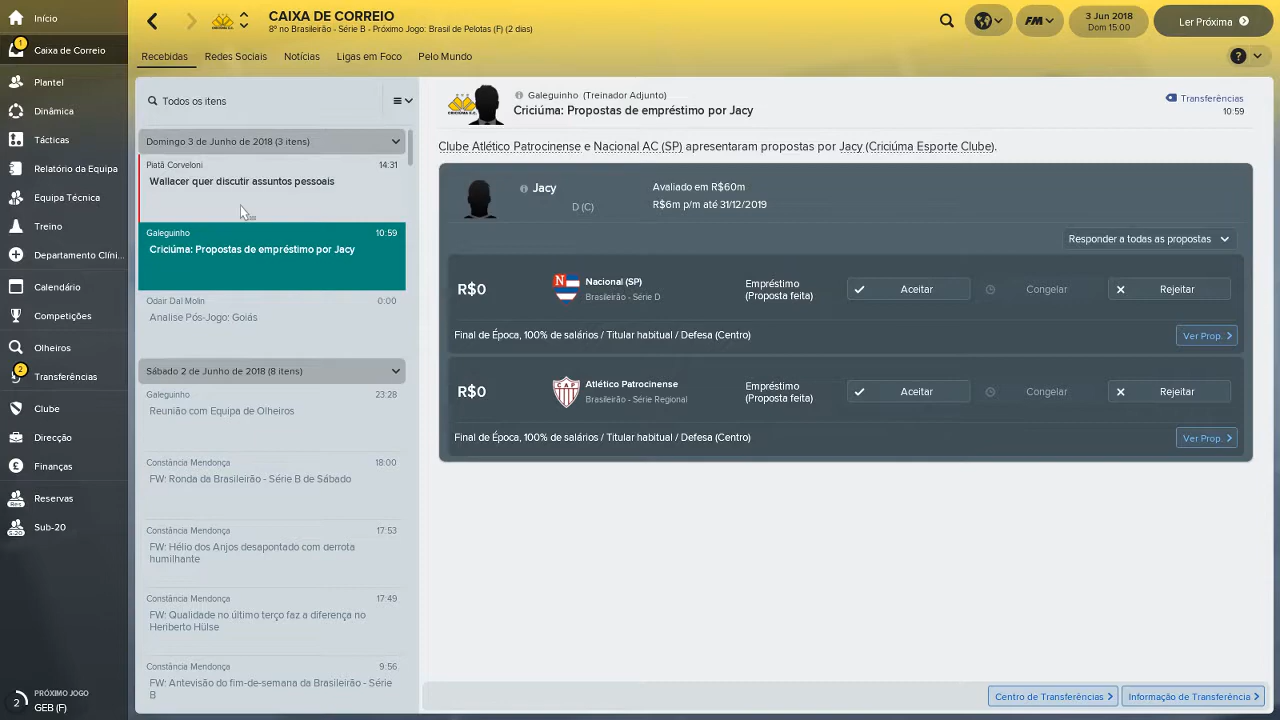 Início
1
Caixa de Correio
Plantel
Dinâmica
Tácticas
Relatório da Equipa
Equipa Técnica
Treino
Departamento Clíni...
Calendário
Competições
Olheiros
2
Transferências
Clube
Direcção
Finanças
Res
Reservas
S20
Sub-20
2
PRÓXIMO JOGO
GEB (F)
CAIXA DE CORREIO
8º no Brasileirão - Série B - Próximo Jogo: Brasil de Pelotas (F) (2 dias)
FM
3 Jun 2018
Dom 15:00
Ler Próxima
Recebidas
Redes Sociais
Notícias
Ligas em Foco
Pelo Mundo
?
Todos os itens
Domingo 3 de Junho de 2018 (3 itens)
Piatã Corveloni 14:31
Wallacer quer discutir assuntos pessoais
Galeguinho 10:59
Criciúma: Propostas de empréstimo por Jacy
Odair Dal Molin 0:00
Analise Pós-Jogo: Goiás
Sábado 2 de Junho de 2018 (8 itens)
Galeguinho 23:28
Reunião com Equipa de Olheiros
Constância Mendonça 18:00
FW: Ronda da Brasileirão - Série B de Sábado
Constância Mendonça 17:53
FW: Hélio dos Anjos desapontado com derrota
humilhante
Constância Mendonça 17:49
FW: Qualidade no último terço faz a diferença no
Heriberto Hülse
Constância Mendonça 9:56
FW: Antevisão do fim-de-semana da Brasileirão - Série
B
Galeguinho (Treinador Adjunto)
Criciúma: Propostas de empréstimo por Jacy
Transferências
10:59
Clube Atlético Patrocinense e Nacional AC (SP) apresentaram propostas por Jacy (Criciúma Esporte Clube).
Jacy
D (C)
Avaliado em R$60m
R$6m p/m até 31/12/2019
Responder a todas as propostas
R$0
Nacional (SP)
Brasileirão - Série D
Empréstimo
(Proposta feita)
Aceitar
Congelar
Rejeitar
Final de Época, 100% de salários / Titular habitual / Defesa (Centro)
Ver Prop.
R$0
Atlético Patrocinense
Brasileirão - Série Regional
Empréstimo
(Proposta feita)
Aceitar
Congelar
Rejeitar
Final de Época, 100% de salários / Titular habitual / Defesa (Centro)
Ver Prop.
Centro de Transferências
Informação de Transferência